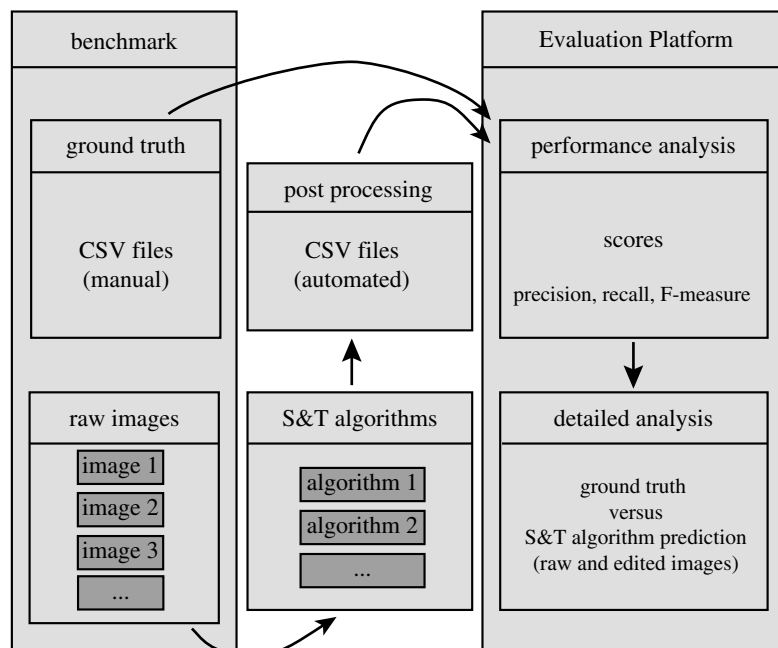 benchmark
ground truth
CSV files
(manual)
raw images
image 1
image 2
image 3
...
post processing
CSV files
(automated)
S&T algorithms
algorithm 1
algorithm 2
...
Evaluation Platform
performance analysis
scores
precision, recall, F-measure
detailed analysis
ground truth
versus
S&T algorithm prediction
(raw and edited images)